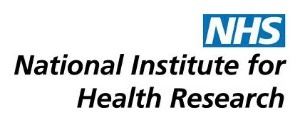 NHS
National Institute for
Health Research